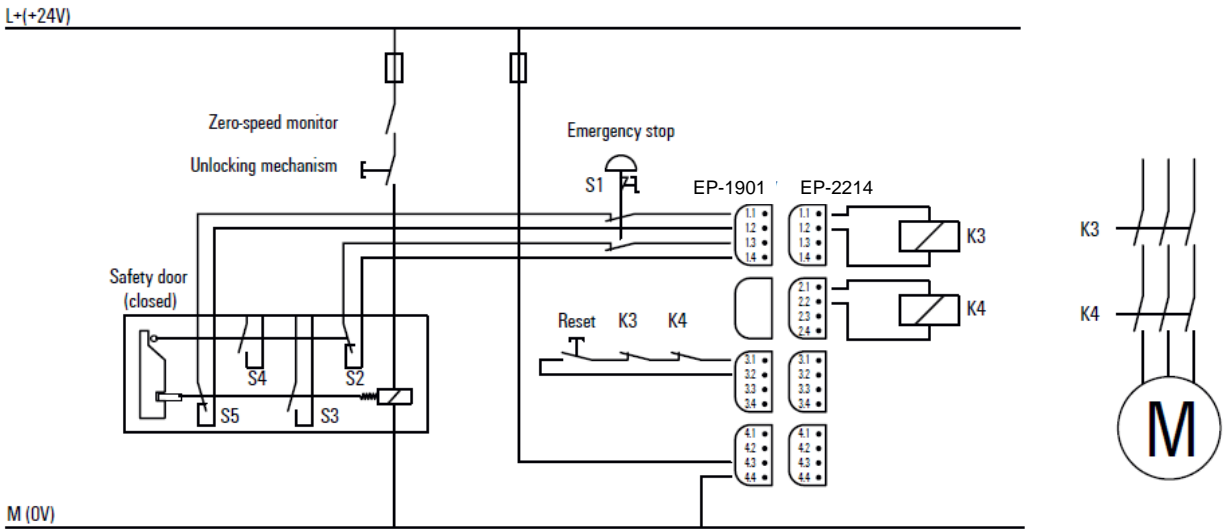 L+(+24V)
Zero-speed monitor
Unlocking mechanism
Emergency stop
S1
EP-1901
EP-2214
1.1
1.2
1.3
1.4
1.1
1.2
1.3
1.4
K3
K3
Safety door
(closed)
2.1
2.2
2.3
2.4
K4
K4
Reset K3 K4
S4
S2
S5
S3
3.1
3.2
3.3
3.4
3.1
3.2
3.3
3.4
M
4.1
4.2
4.3
4.4
4.1
4.2
4.3
4.4
M (0V)